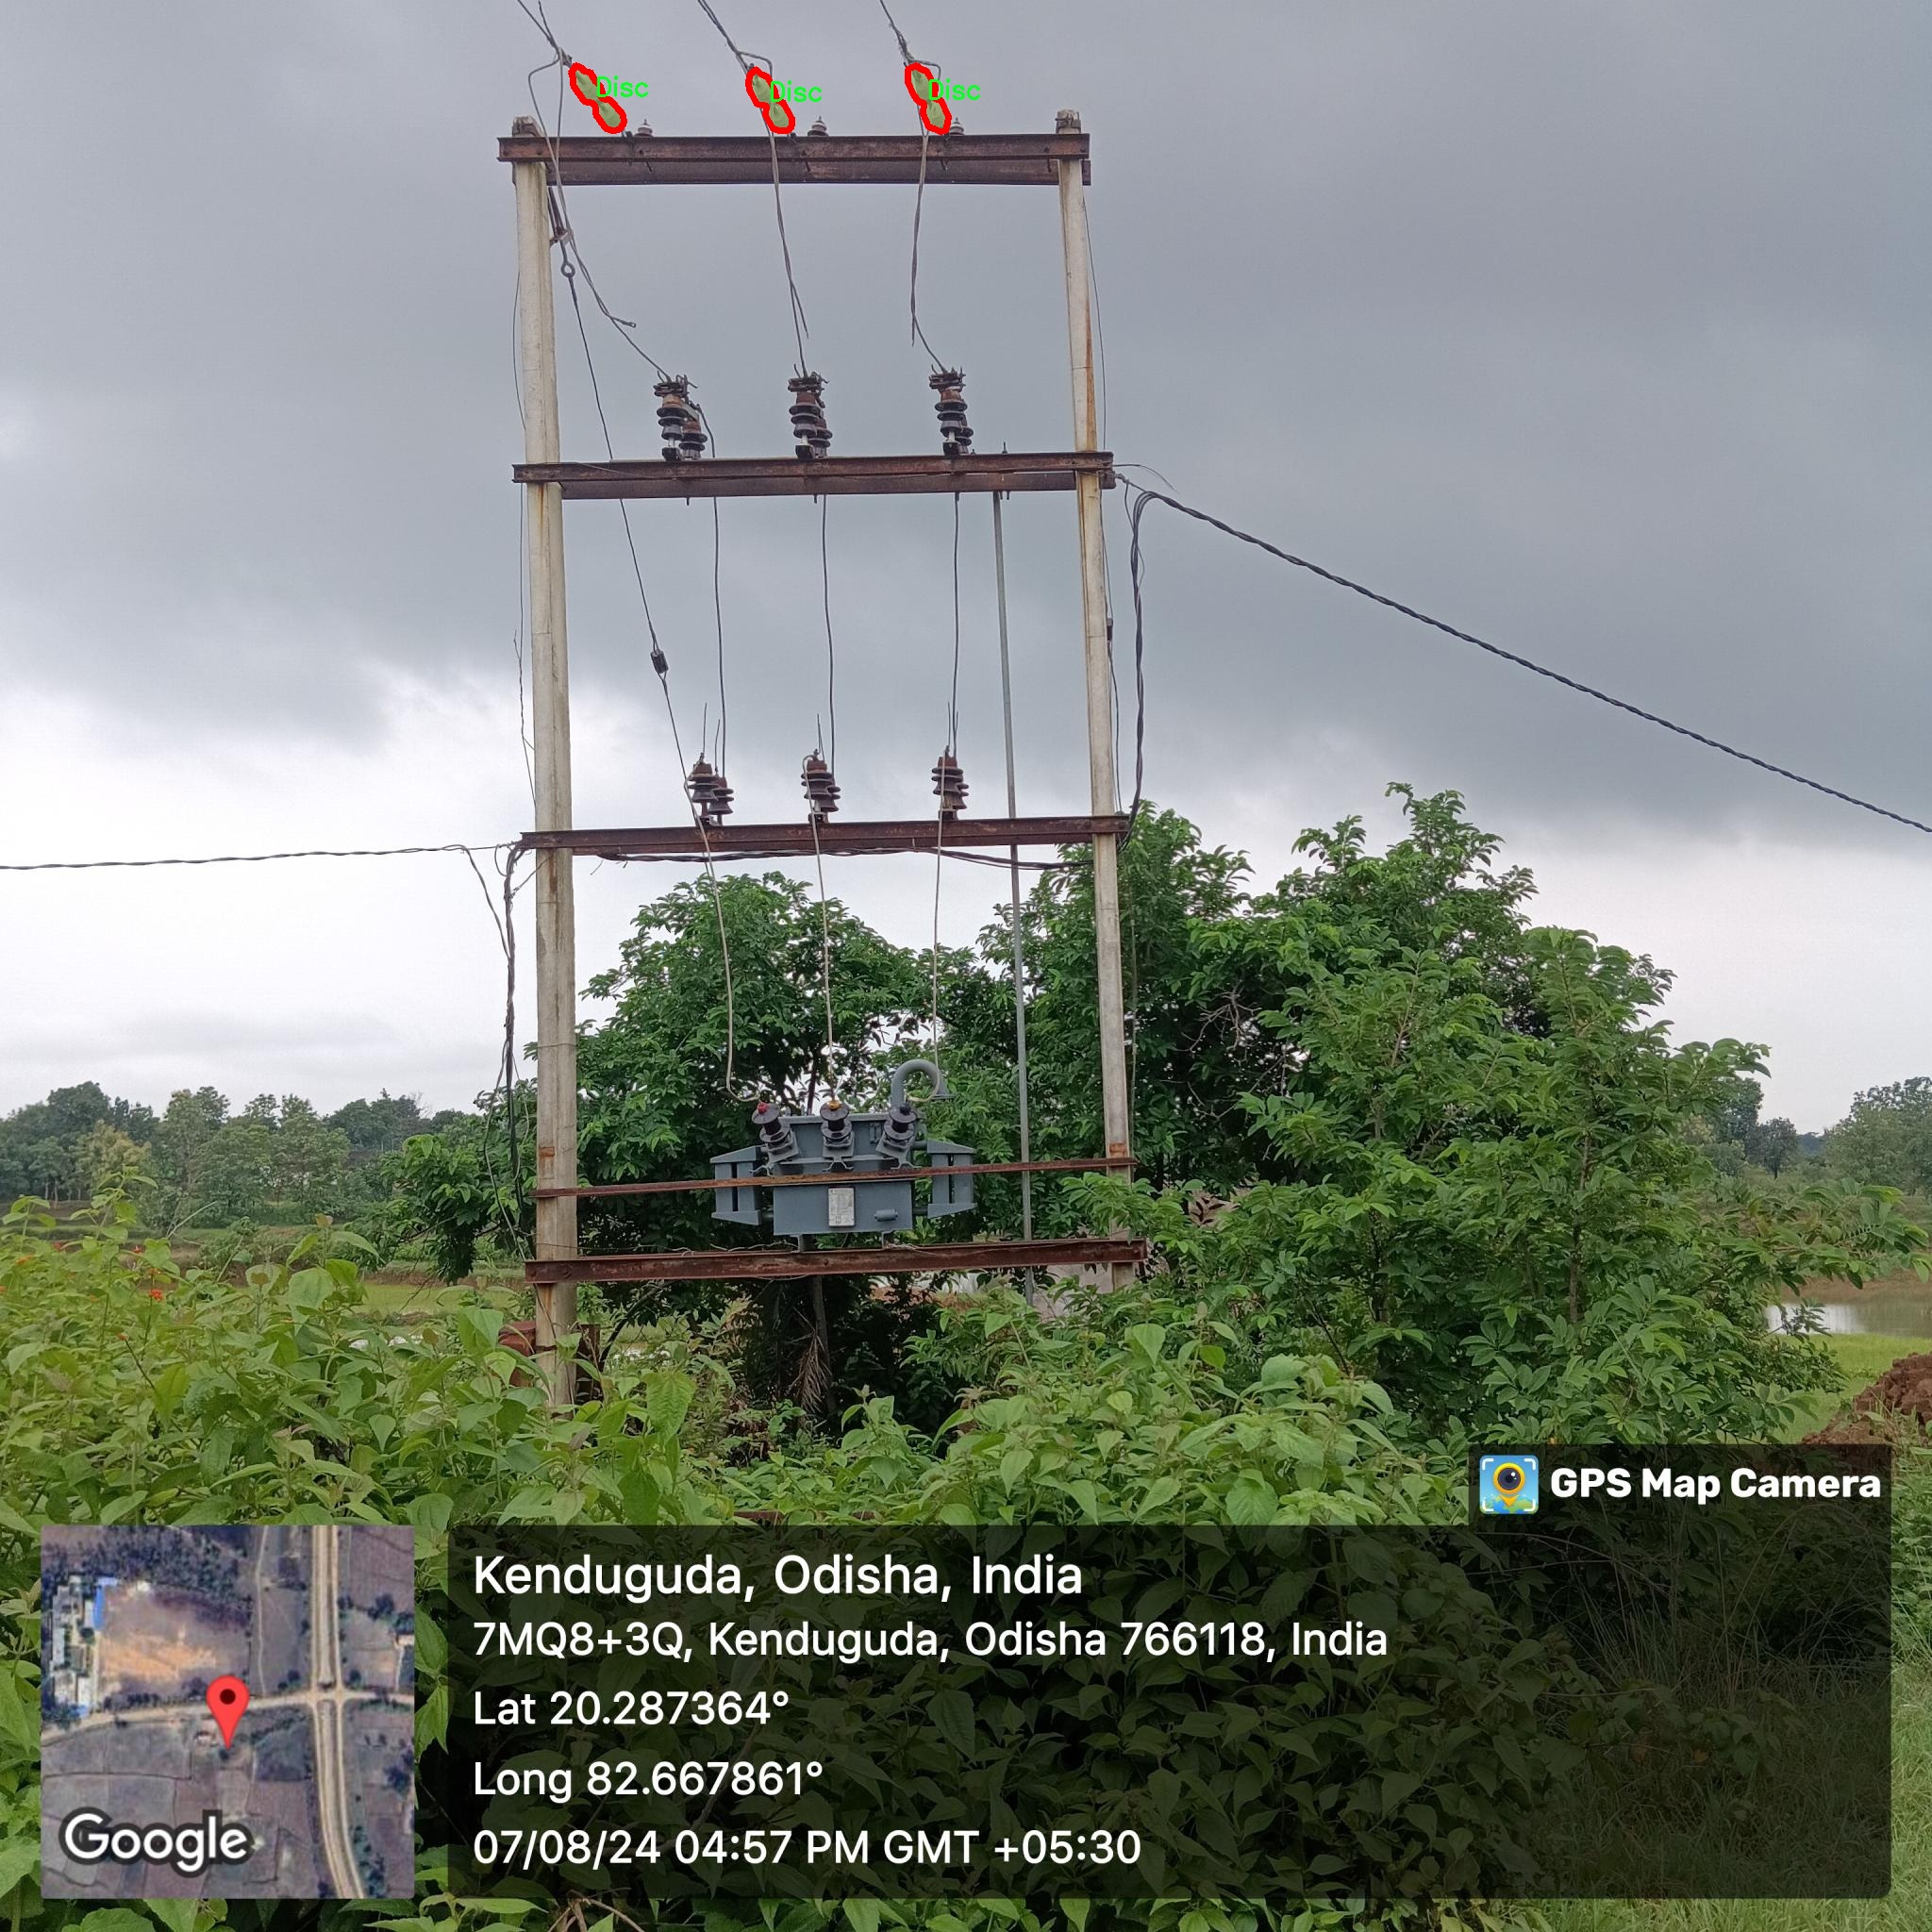 Disc Disc Disc
GPS Map Camera
Kenduguda, Odisha, India
7MQ8+3Q, Kenduguda, Odisha 766118, India
Lat 20.287364°
Long 82.667861°
07/08/24 04:57 PM GMT +05:30
Google